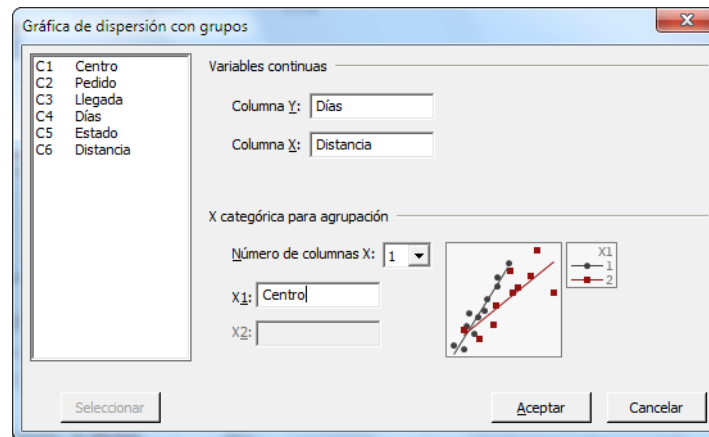 Gráfica de dispersión con grupos
C1 Centro
C2 Pedido
C3 Llegada
C4 Días
C5 Estado
C6 Distancia
Variables continuas
Columna Y: Días
Columna X: Distancia
X categórica para agrupación
Número de columnas X: 1
X1: Centro
X2:
X1
1
2
Seleccionar
Aceptar
Cancelar